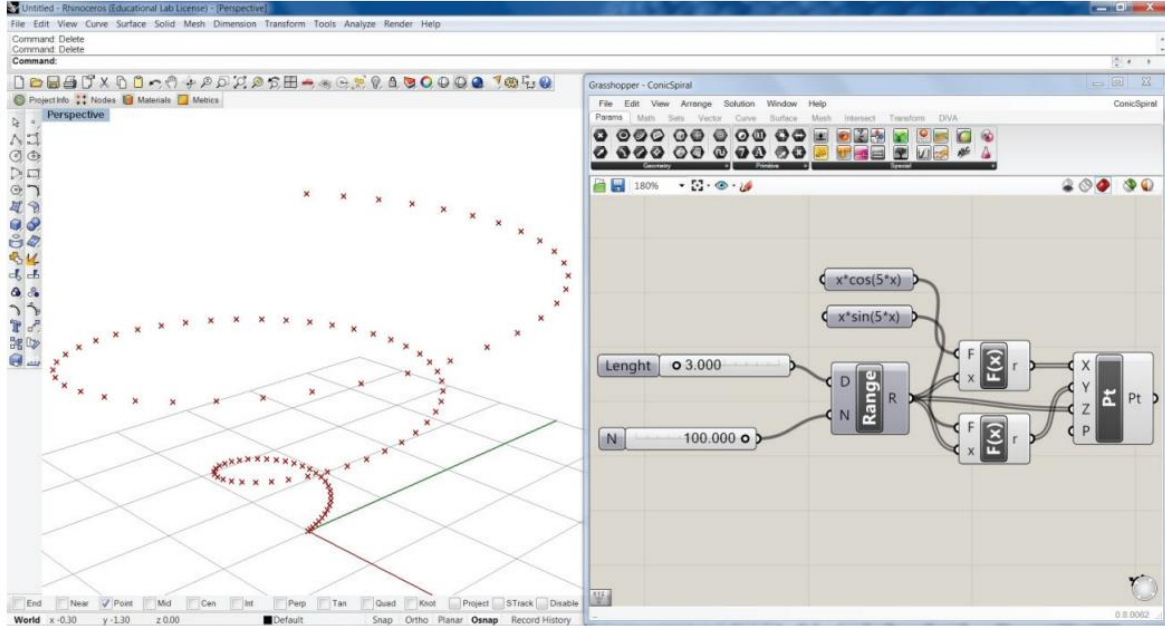 Untitled - Rhinoceros (Educational Lab License) - [Perspective]
File Edit View Curve Surface Solid Mesh Dimension Transform Tools Analyze Render Help
Command: Delete
Command: Delete
Command:
Project Info Nodes Materials Metrics
Perspective
Grasshopper - ConicSpiral
File Edit View Arrange Solution Window Help ConicSpiral
Params Math Sets Vector Curve Surface Mesh Intersect Transform DIVA
Geometry Primitive Special
180%
x*cos(5*x)
x*sin(5*x)
Lenght 3.000
N 100.000
D N Range R
F x F(x) r
F x F(x) r
X Y Z P Pt Pt
End Near Point Mid Cen Int Perp Tan Quad Knot Project STrack Disable
World x -0.30 y -1.30 z 0.00 Default Snap Ortho Planar Osnap Record History
0.8.0062